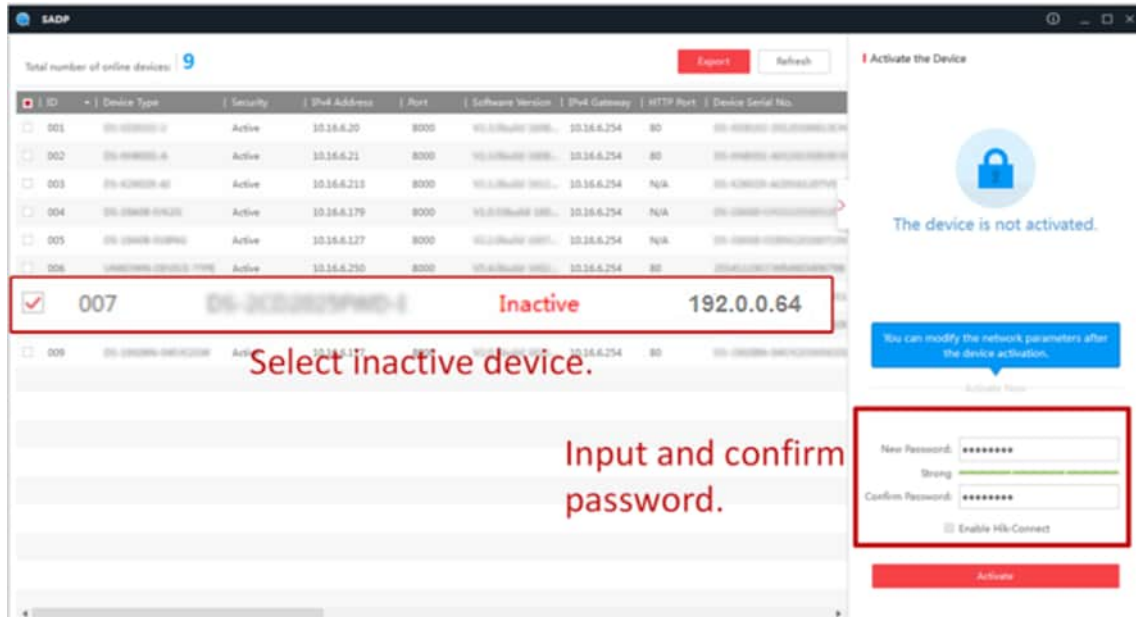 SADP
Total number of online devices: 9
Export
Refresh
ID | Device Type | Security | IPv4 Address | Port | Software Version | IPv4 Gateway | HTTP Port | Device Serial No.
001 Active 10.16.6.20 8000 10.16.6.254 80
002 Active 10.16.6.21 8000 10.16.6.254 80
003 Active 10.16.6.213 8000 10.16.6.254 N/A
004 Active 10.16.6.179 8000 10.16.6.254 N/A
005 Active 10.16.6.127 8000 10.16.6.254 N/A
006 Active 10.16.6.250 8000 10.16.6.254 80
007 Inactive 192.0.0.64
009 8000 10.16.6.254 80
Select inactive device.
Input and confirm
password.
Activate the Device
The device is not activated.
You can modify the network parameters after
the device activation.
Activate Now
New Password: ••••••••
Strong
Confirm Password: ••••••••
Enable Hik-Connect
Activate